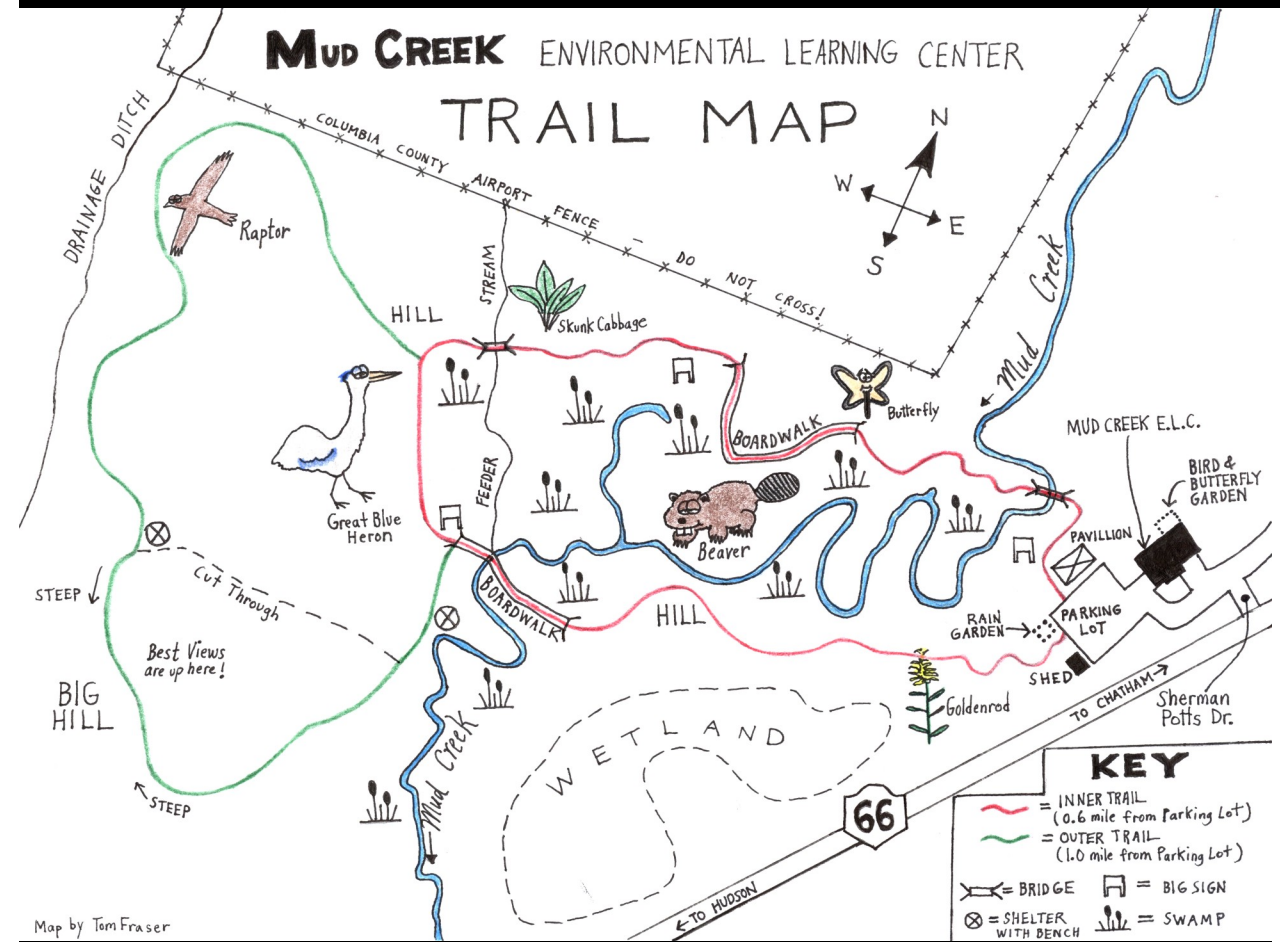 MUD CREEK ENVIRONMENTAL LEARNING CENTER
TRAIL MAP
DRAINAGE DITCH
COLUMBIA COUNTY AIRPORT FENCE - DO NOT CROSS!
N
W
E
S
Raptor
HILL
STREAM
Skunk Cabbage
Mud Creek
Butterfly
BOARDWALK
MUD CREEK E.L.C.
BIRD &
BUTTERFLY
GARDEN
Great Blue
Heron
FEEDER
Beaver
PAVILLION
Cut Through
STEEP
BOARDWALK
HILL
RAIN
GARDEN
PARKING
LOT
Best Views
are up here!
BIG
HILL
SHED
Goldenrod
TO CHATHAM
Sherman
Potts Dr.
WETLAND
Mud Creek
STEEP
66
TO HUDSON
KEY
= INNER TRAIL
(0.6 mile from Parking Lot)
= OUTER TRAIL
(1.0 mile from Parking Lot)
= BRIDGE
= BIG SIGN
= SHELTER
WITH BENCH
= SWAMP
Map by Tom Fraser